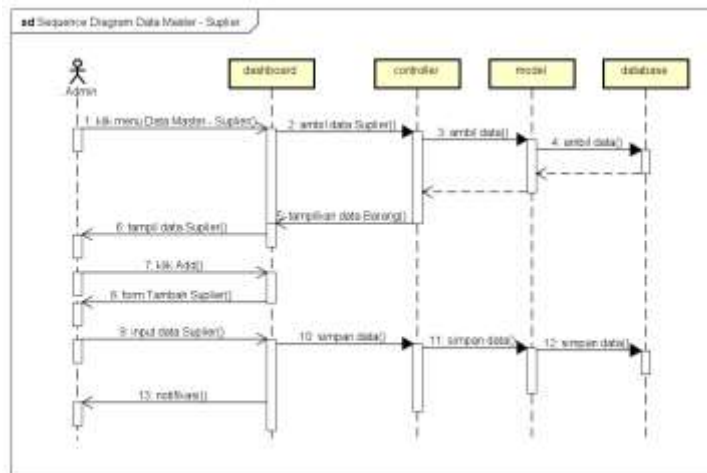 sd Sequence Diagram Data Master - Suplier
Admin
dashboard
controller
model
database
1: klik menu Data Master - Suplier()
2: ambil data Suplier()
3: ambil data()
4: ambil data()
5: tampilkan data Barang()
6: tampil data Suplier()
7: klik Add()
8: form Tambah Suplier()
9: input data Suplier()
10: simpan data()
11: simpan data()
12: simpan data()
13: notifikasi()